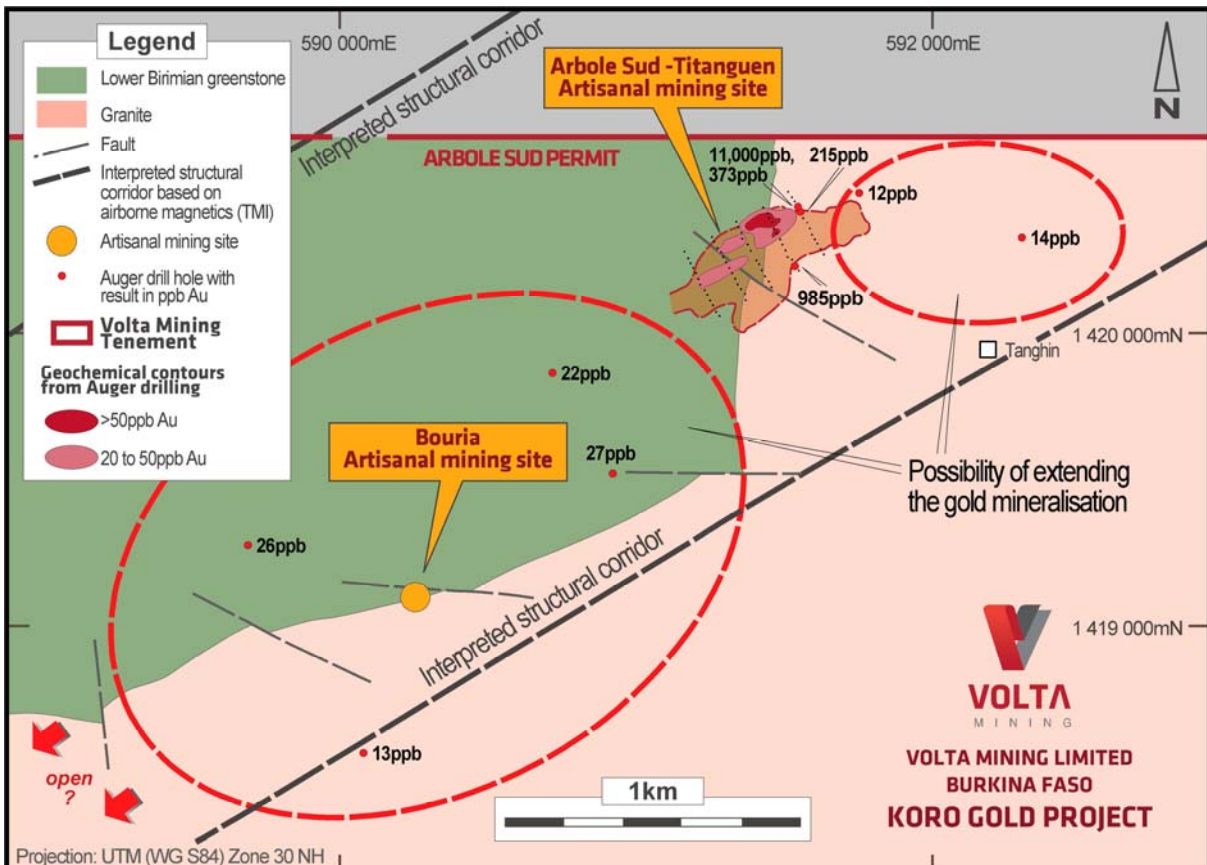 Legend
Lower Birimian greenstone
Granite
Fault
Interpreted structural
corridor based on
airborne magnetics (TMI)
Artisanal mining site
Auger drill hole with
result in ppb Au
Volta Mining
Tenement
Geochemical contours
from Auger drilling
>50ppb Au
20 to 50ppb Au
590 000mE
592 000mE
N
Interpreted structural corridor
Arbole Sud -Titanguen
Artisanal mining site
ARBOLE SUD PERMIT
11,000ppb,
373ppb
215ppb
12ppb
14ppb
985ppb
1 420 000mN
Tanghin
22ppb
Bouria
Artisanal mining site
27ppb
Possibility of extending
the gold mineralisation
26ppb
Interpreted structural corridor
1 419 000mN
13ppb
open
?
1km
VOLTA
MINING
VOLTA MINING LIMITED
BURKINA FASO
KORO GOLD PROJECT
Projection: UTM (WG S84) Zone 30 NH